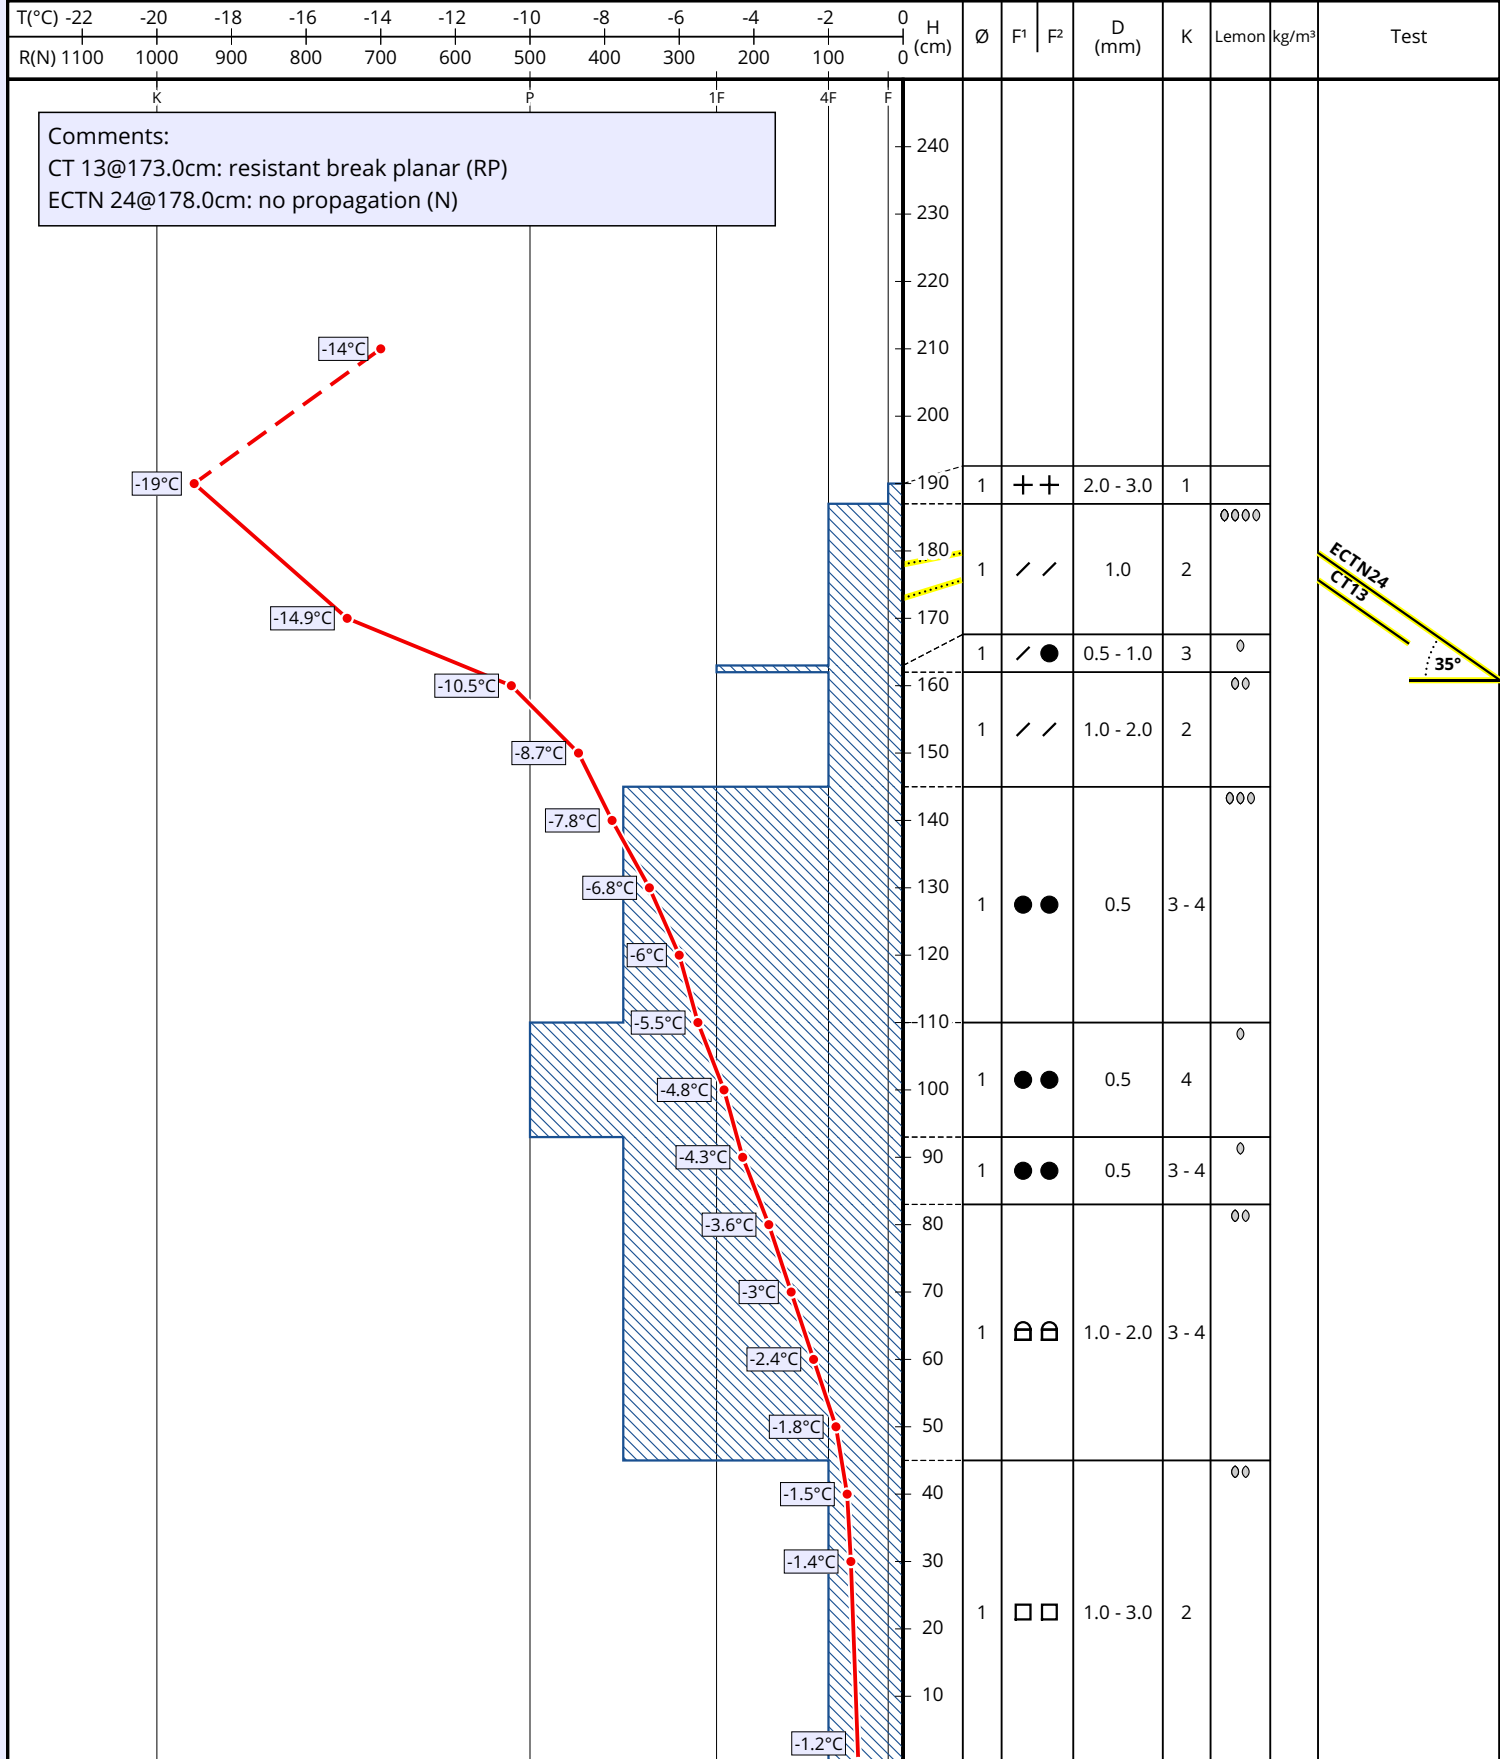 T(°C) -22 -20 -18 -16 -14 -12 -10 -8 -6 -4 -2 0
R(N) 1100 1000 900 800 700 600 500 400 300 200 100 0
H (cm) Ø F¹ F² D (mm) K Lemon kg/m³ Test
K P 1F 4F F
Comments:
CT 13@173.0cm: resistant break planar (RP)
ECTN 24@178.0cm: no propagation (N)
240
230
220
-14°C 210
200
-19°C 190 1 2.0 - 3.0 1
180
1 1.0 2
ECTN24
CT13
-14.9°C 170
1 0.5 - 1.0 3
35°
-10.5°C 160
1 1.0 - 2.0 2
-8.7°C 150
-7.8°C 140
-6.8°C 130
1 0.5 3 - 4
-6°C 120
-5.5°C 110
-4.8°C 100 1 0.5 4
-4.3°C 90 1 0.5 3 - 4
-3.6°C 80
-3°C 70
1 1.0 - 2.0 3 - 4
-2.4°C 60
-1.8°C 50
-1.5°C 40
-1.4°C 30
1 1.0 - 3.0 2
20
10
-1.2°C